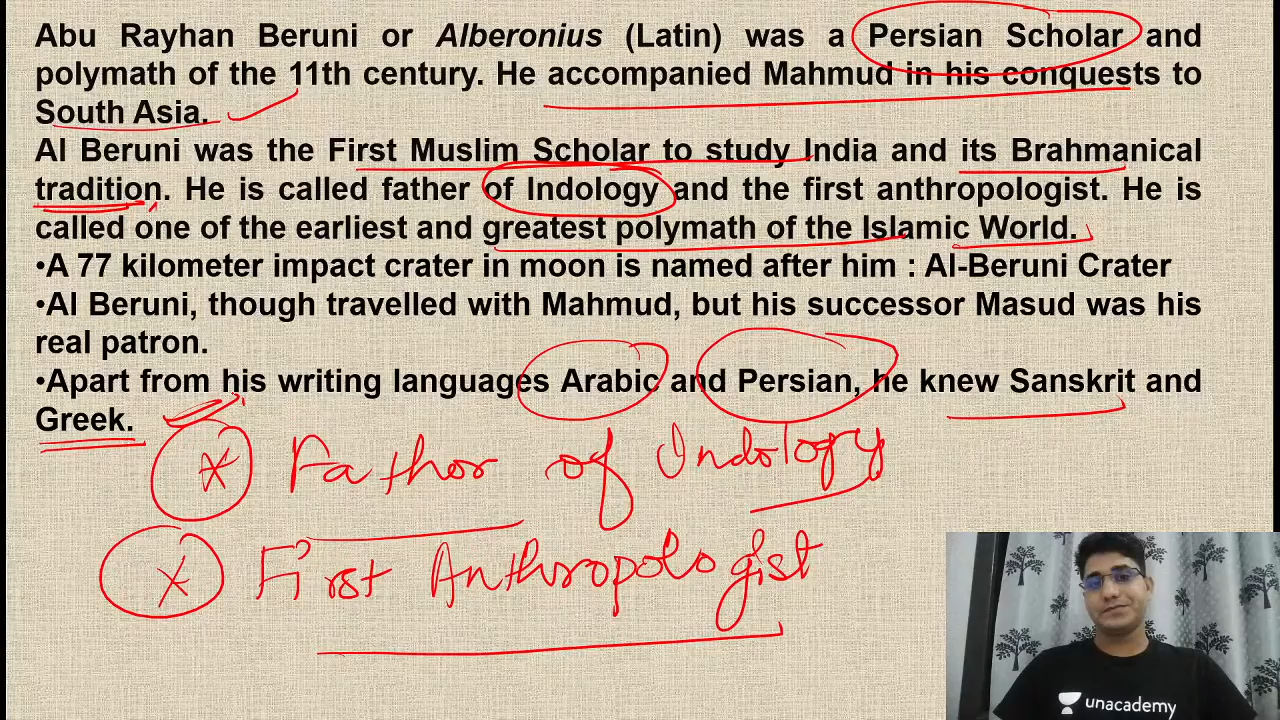 Abu Rayhan Beruni or Alberonius (Latin) was a Persian Scholar and
polymath of the 11th century. He accompanied Mahmud in his conquests to
South Asia.
Al Beruni was the First Muslim Scholar to study India and its Brahmanical
tradition. He is called father of Indology and the first anthropologist. He is
called one of the earliest and greatest polymath of the Islamic World.
•A 77 kilometer impact crater in moon is named after him : Al-Beruni Crater
•Al Beruni, though travelled with Mahmud, but his successor Masud was his
real patron.
•Apart from his writing languages Arabic and Persian, he knew Sanskrit and
Greek.
Father of Indology
First Anthropologist
unacademy